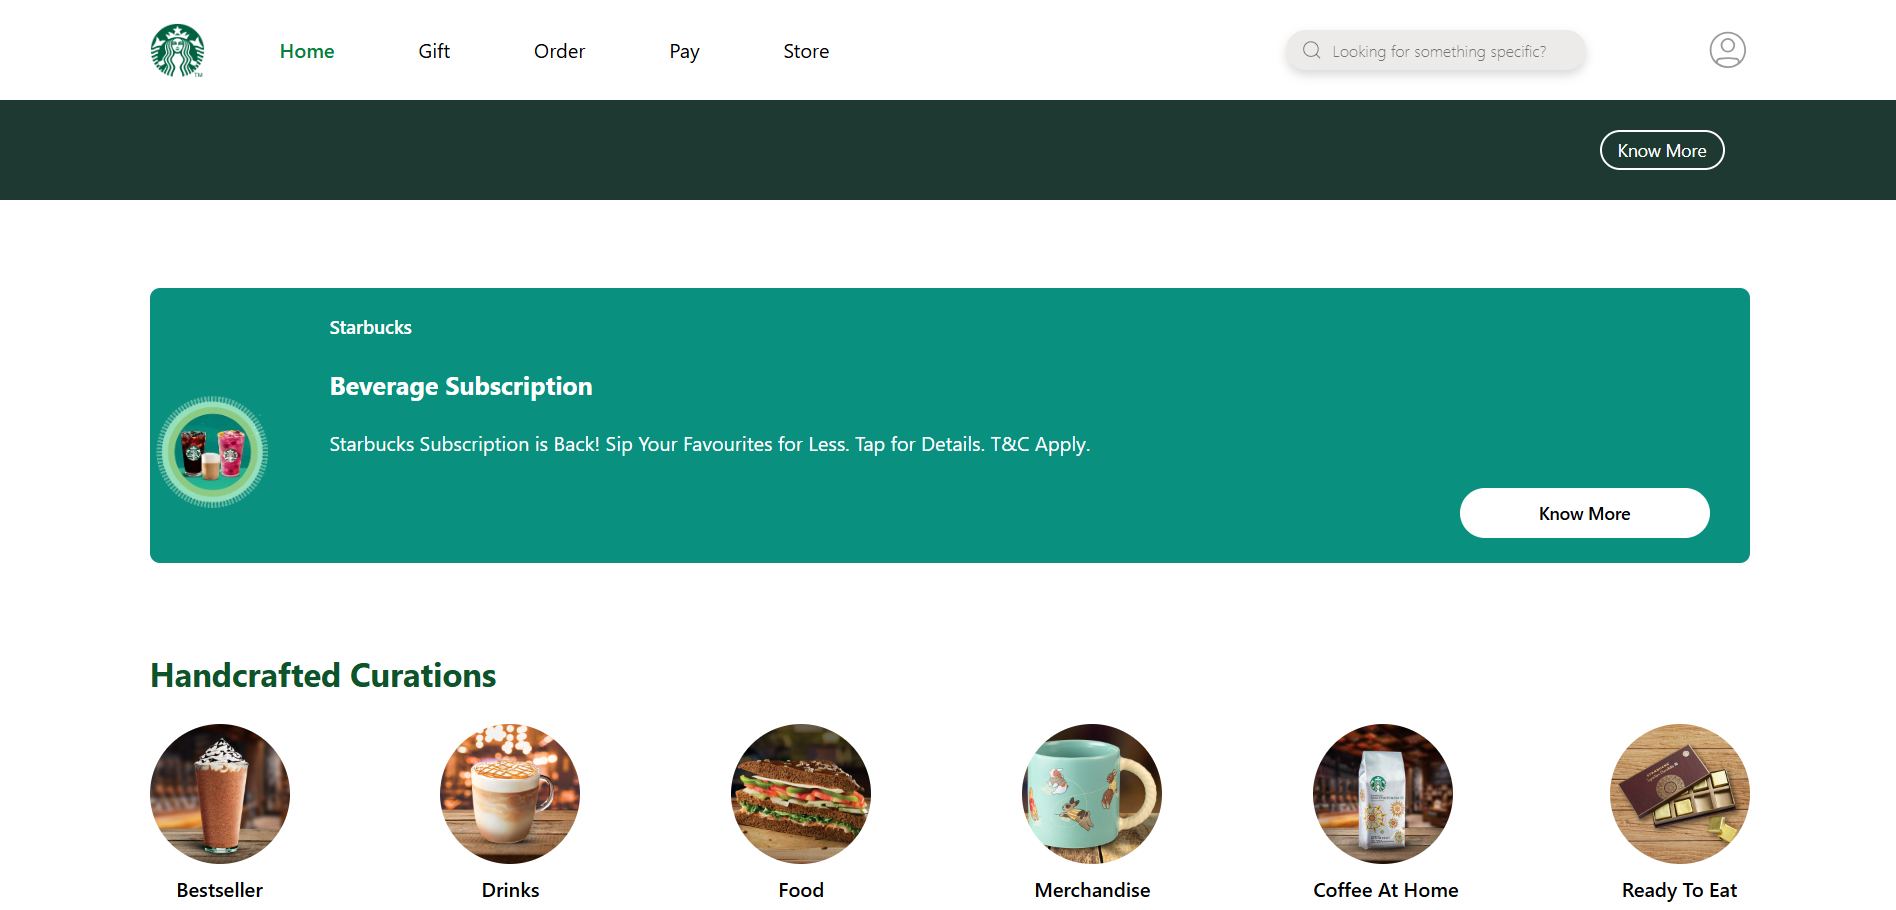 Home Gift Order Pay Store Looking for something specific?
Know More
Starbucks
Beverage Subscription
Starbucks Subscription is Back! Sip Your Favourites for Less. Tap for Details. T&C Apply.
Know More
Handcrafted Curations
Bestseller Drinks Food Merchandise Coffee At Home Ready To Eat